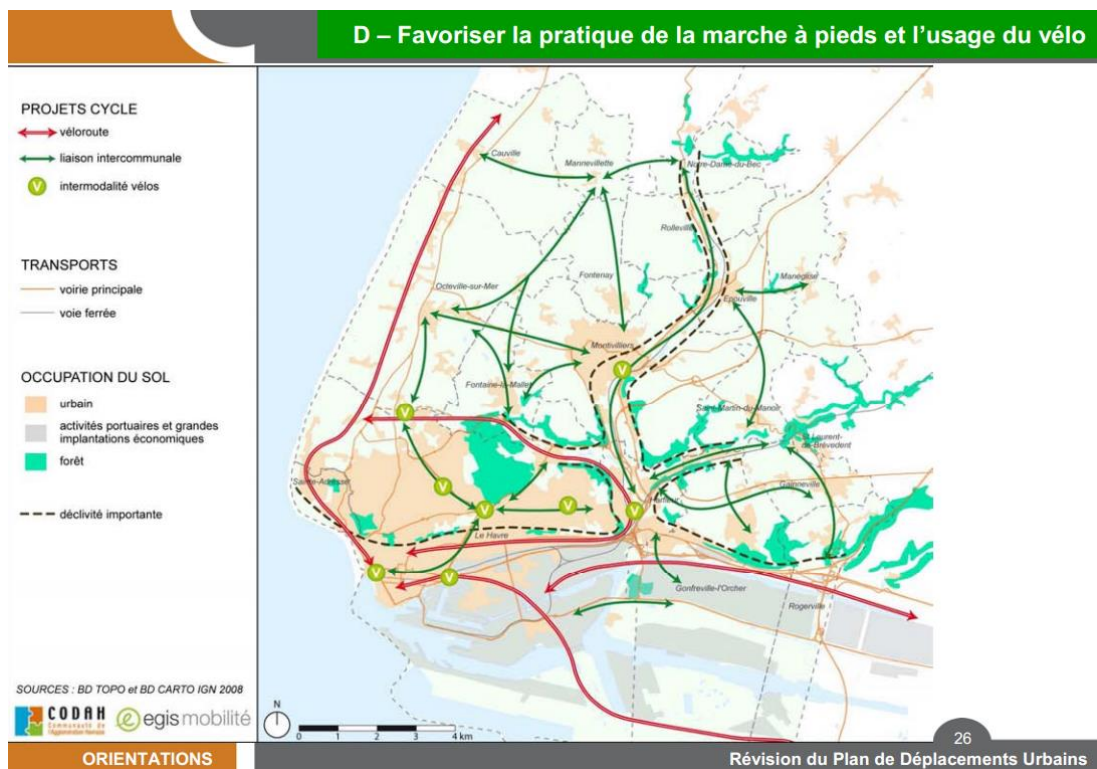 D – Favoriser la pratique de la marche à pieds et l'usage du vélo
PROJETS CYCLE
véloroute
liaison intercommunale
V intermodalité vélos
TRANSPORTS
voirie principale
voie ferrée
OCCUPATION DU SOL
urbain
activités portuaires et grandes
implantations économiques
forêt
déclivité importante
SOURCES : BD TOPO et BD CARTO IGN 2008
CODAH
egis mobilité
Cauville
Mannevillette
Notre-Dame-du-Bec
Rolleville
Octeville-sur-Mer
Fontenay
Manéglise
Epouville
Montivilliers
V
Fontaine-la-Mallet
Saint-Martin-du-Manoir
V
St Laurent-
de-Brèvedent
Sainte-Adresse
V
Gainneville
V
V
V
Harfleur
Le Havre
V
V
Gonfreville-l'Orcher
Rogerville
N
0 1 2 3 4 km
26
ORIENTATIONS
Révision du Plan de Déplacements Urbains